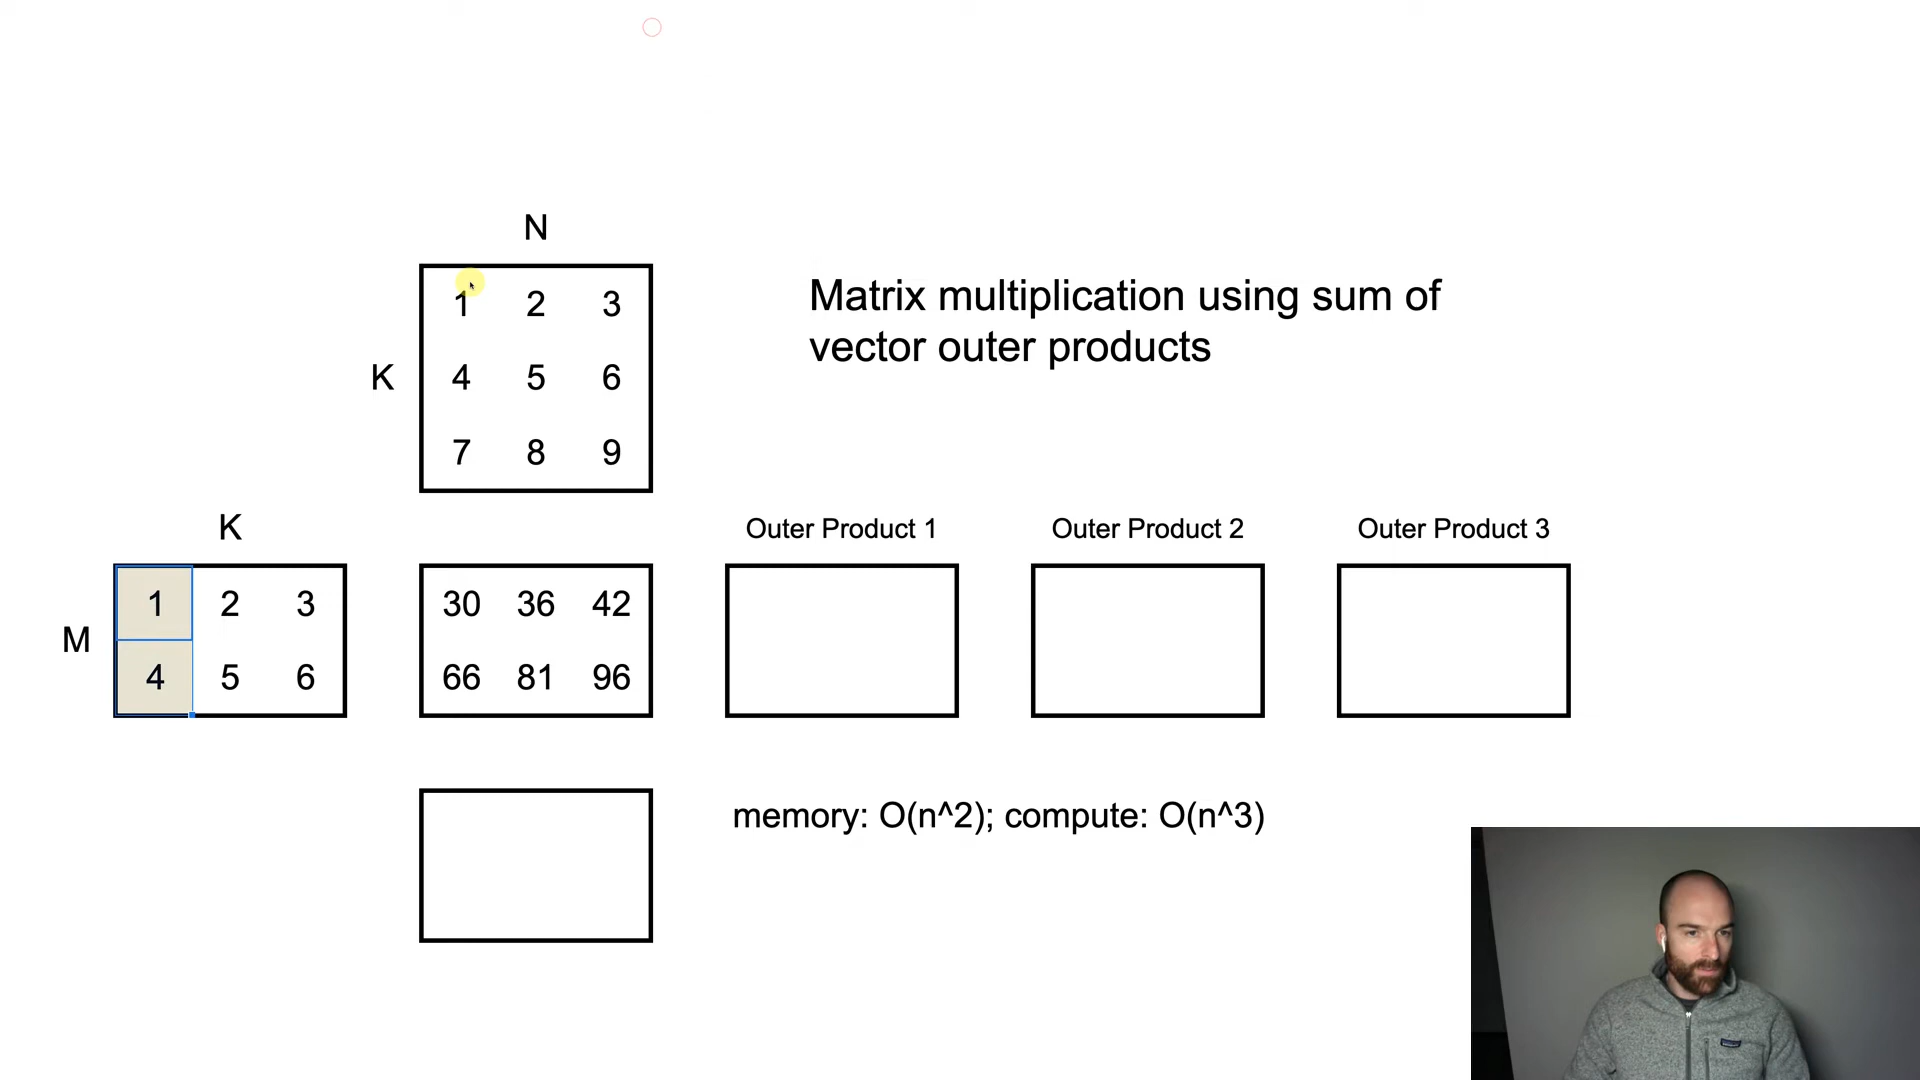 N
1 2 3
Matrix multiplication using sum of
vector outer products
K
4 5 6
7 8 9
K
Outer Product 1
Outer Product 2
Outer Product 3
M
1 2 3
4 5 6
30 36 42
66 81 96
memory: O(n^2); compute: O(n^3)